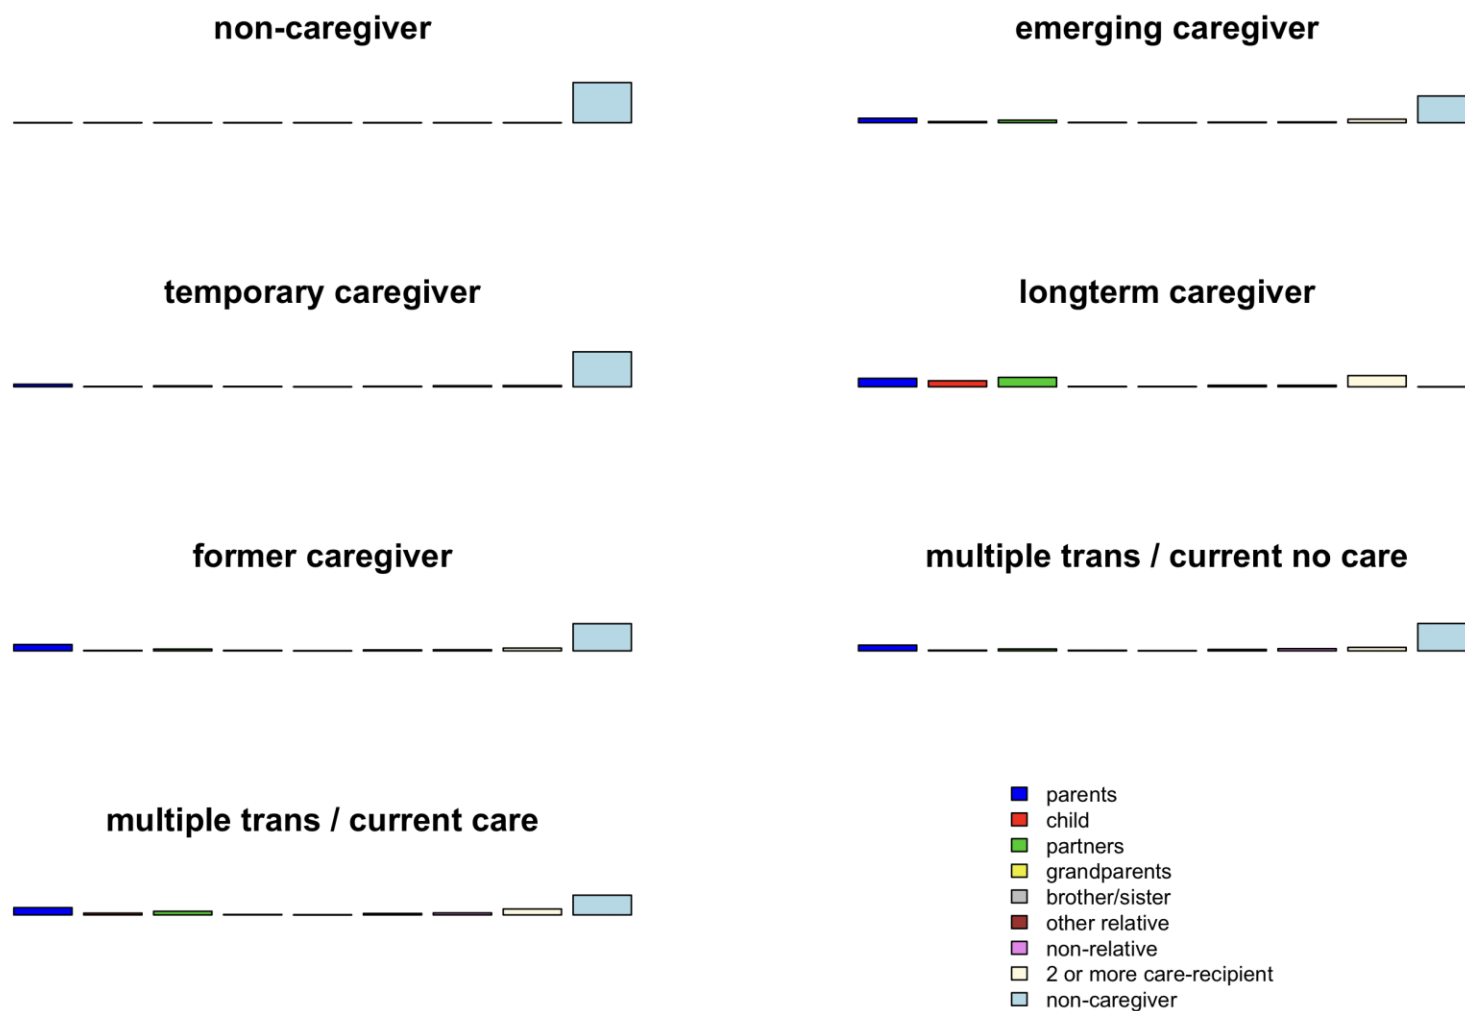 non-caregiver
emerging caregiver
temporary caregiver
longterm caregiver
former caregiver
multiple trans / current no care
multiple trans / current care
parents
child
partners
grandparents
brother/sister
other relative
non-relative
2 or more care-recipient
non-caregiver